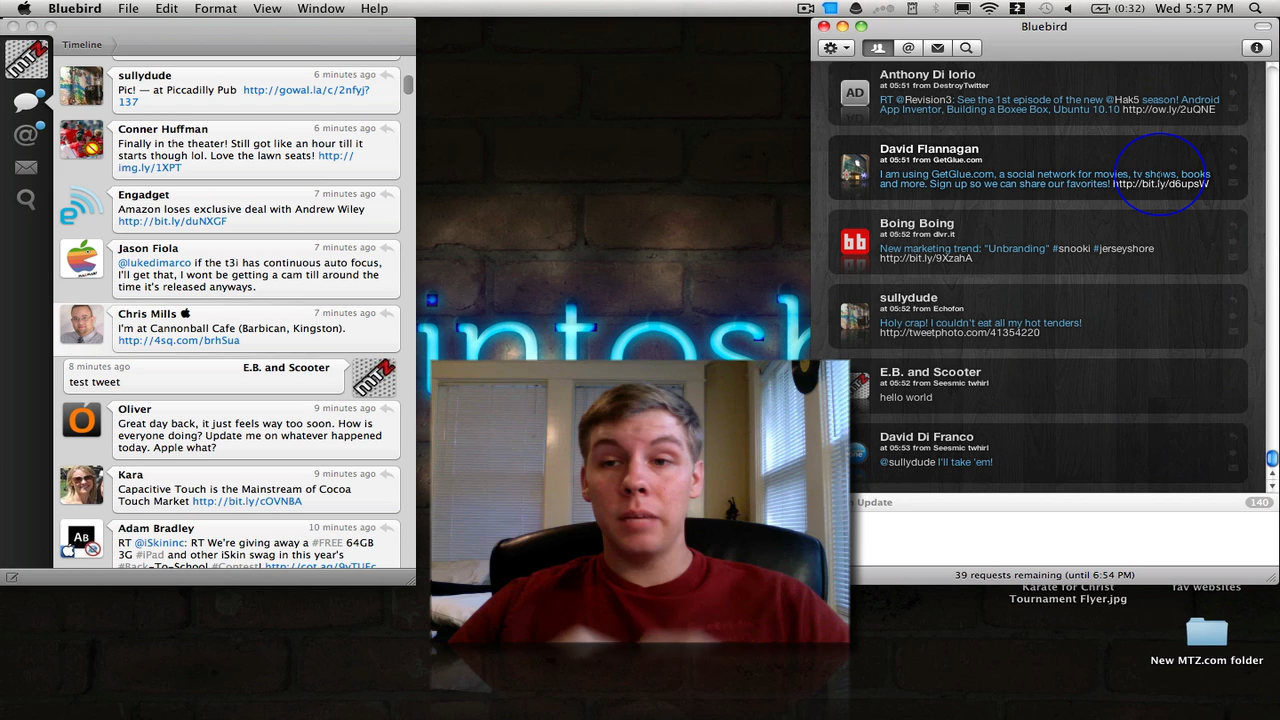 Bluebird File Edit Format View Window Help
2 (0:32) Wed 5:57 PM
Timeline
MTZ
sullydude 6 minutes ago
Pic! — at Piccadilly Pub http://gowal.la/c/2nfyj?
137
Conner Huffman 6 minutes ago
Finally in the theater! Still got like an hour till it
starts though lol. Love the lawn seats! http://
img.ly/1XPT
Engadget 7 minutes ago
Amazon loses exclusive deal with Andrew Wiley
http://bit.ly/duNXGF
Jason Fiola 7 minutes ago
@lukedimarco if the t3i has continuous auto focus,
I'll get that, I wont be getting a cam till around the
time it's released anyways.
Chris Mills 7 minutes ago
I'm at Cannonball Cafe (Barbican, Kingston).
http://4sq.com/brhSua
8 minutes ago E.B. and Scooter
test tweet
MTZ
Oliver 9 minutes ago
Great day back, it just feels way too soon. How is
everyone doing? Update me on whatever happened
today. Apple what?
Kara 9 minutes ago
Capacitive Touch is the Mainstream of Cocoa
Touch Market http://bit.ly/cOVNBA
AB
Adam Bradley 10 minutes ago
RT @iSkininc: RT We're giving away a #FREE 64GB
3G #iPad and other iSkin swag in this year's
#Back-To-School #Contest!
intosh
Bluebird
AD
Anthony Di Iorio
at 05:51 from DestroyTwitter
RT @Revision3: See the 1st episode of the new @Hak5 season! Android
App Inventor, Building a Boxee Box, Ubuntu 10.10 http://ow.ly/2uQNE
David Flannagan
at 05:51 from GetGlue.com
I am using GetGlue.com, a social network for movies, tv shows, books
and more. Sign up so we can share our favorites! http://bit.ly/d6upsW
bb
Boing Boing
at 05:52 from dlvr.it
New marketing trend: "Unbranding" #snooki #jerseyshore
http://bit.ly/9XzahA
sullydude
at 05:52 from Echofon
Holy crap! I couldn't eat all my hot tenders!
http://tweetphoto.com/41354220
E.B. and Scooter
at 05:52 from Seesmic twhirl
hello world
David Di Franco
at 05:53 from Seesmic twhirl
@sullydude I'll take 'em!
Update 140
39 requests remaining (until 6:54 PM)
Karate for Christ
Tournament Flyer.jpg
fav websites
New MTZ.com folder